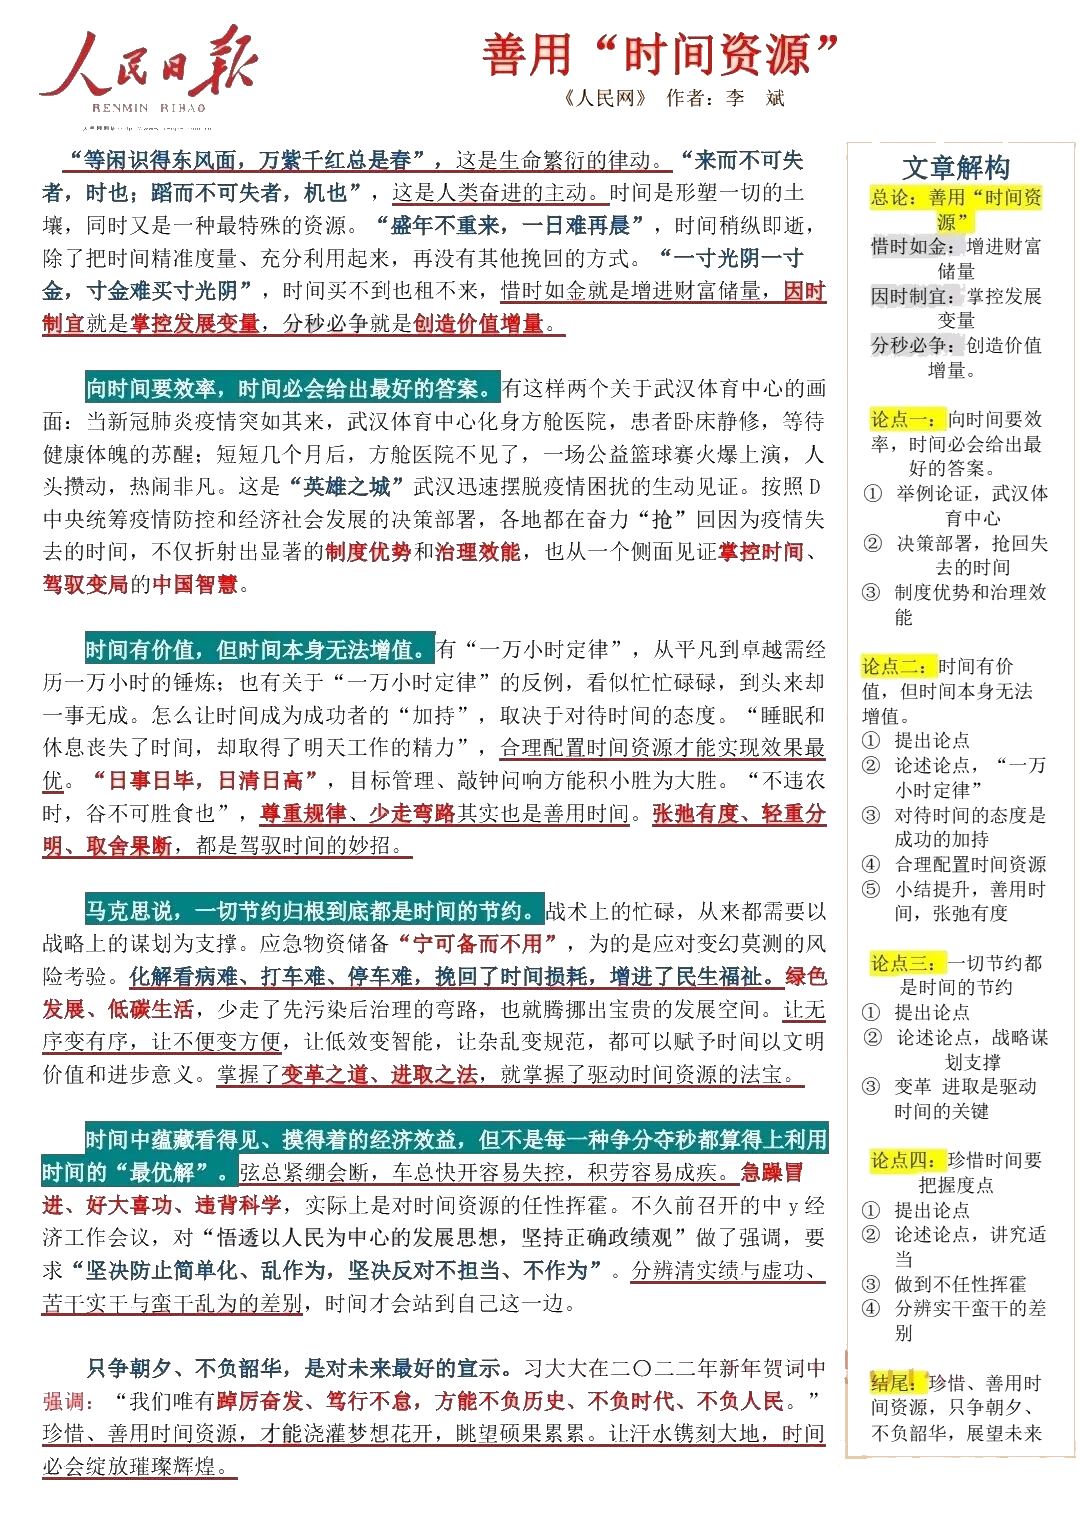 人民日报
RENMIN RIBAO
善用“时间资源”
《人民网》 作者：李 斌
“等闲识得东风面，万紫千红总是春”，这是生命繁衍的律动。“来而不可失
者，时也；蹈而不可失者，机也”，这是人类奋进的主动。时间是形塑一切的土
壤，同时又是一种最特殊的资源。“盛年不重来，一日难再晨”，时间稍纵即逝，
除了把时间精准度量、充分利用起来，再没有其他挽回的方式。“一寸光阴一寸
金，寸金难买寸光阴”，时间买不到也租不来，惜时如金就是增进财富储量，因时
制宜就是掌控发展变量，分秒必争就是创造价值增量。
向时间要效率，时间必会给出最好的答案。有这样两个关于武汉体育中心的画
面：当新冠肺炎疫情突如其来，武汉体育中心化身方舱医院，患者卧床静修，等待
健康体魄的苏醒；短短几个月后，方舱医院不见了，一场公益篮球赛火爆上演，人
头攒动，热闹非凡。这是“英雄之城”武汉迅速摆脱疫情困扰的生动见证。按照 D
中央统筹疫情防控和经济社会发展的决策部署，各地都在奋力“抢”回因为疫情失
去的时间，不仅折射出显著的制度优势和治理效能，也从一个侧面见证掌控时间、
驾驭变局的中国智慧。
时间有价值，但时间本身无法增值。有“一万小时定律”，从平凡到卓越需经
历一万小时的锤炼；也有关于“一万小时定律”的反例，看似忙忙碌碌，到头来却
一事无成。怎么让时间成为成功者的“加持”，取决于对待时间的态度。“睡眠和
休息丧失了时间，却取得了明天工作的精力”，合理配置时间资源才能实现效果最
优。“日事日毕，日清日高”，目标管理、敲钟问响方能积小胜为大胜。“不违农
时，谷不可胜食也”，尊重规律、少走弯路其实也是善用时间。张弛有度、轻重分
明、取舍果断，都是驾驭时间的妙招。
马克思说，一切节约归根到底都是时间的节约。战术上的忙碌，从来都需要以
战略上的谋划为支撑。应急物资储备“宁可备而不用”，为的是应对变幻莫测的风
险考验。化解看病难、打车难、停车难，挽回了时间损耗，增进了民生福祉。绿色
发展、低碳生活，少走了先污染后治理的弯路，也就腾挪出宝贵的发展空间。让无
序变有序，让不便变方便，让低效变智能，让杂乱变规范，都可以赋予时间以文明
价值和进步意义。掌握了变革之道、进取之法，就掌握了驱动时间资源的法宝。
时间中蕴藏看得见、摸得着的经济效益，但不是每一种争分夺秒都算得上利用
时间的“最优解”。弦总紧绷会断，车总快开容易失控，积劳容易成疾。急躁冒
进、好大喜功、违背科学，实际上是对时间资源的任性挥霍。不久前召开的中 y 经
济工作会议，对“悟透以人民为中心的发展思想，坚持正确政绩观”做了强调，要
求“坚决防止简单化、乱作为，坚决反对不担当、不作为”。分辨清实绩与虚功、
苦干实干与蛮干乱为的差别，时间才会站到自己这一边。
只争朝夕、不负韶华，是对未来最好的宣示。习大大在二〇二二年新年贺词中
强调：“我们唯有踔厉奋发、笃行不怠，方能不负历史、不负时代、不负人民。”
珍惜、善用时间资源，才能浇灌梦想花开，眺望硕果累累。让汗水镌刻大地，时间
必会绽放璀璨辉煌。
文章解构
总论：善用“时间资
源”
惜时如金：增进财富
储量
因时制宜：掌控发展
变量
分秒必争：创造价值
增量。
论点一：向时间要效
率，时间必会给出最
好的答案。
① 举例论证，武汉体
育中心
② 决策部署，抢回失
去的时间
③ 制度优势和治理效
能
论点二：时间有价
值，但时间本身无法
增值。
① 提出论点
② 论述论点，“一万
小时定律”
③ 对待时间的态度是
成功的加持
④ 合理配置时间资源
⑤ 小结提升，善用时
间，张弛有度
论点三：一切节约都
是时间的节约
① 提出论点
② 论述论点，战略谋
划支撑
③ 变革 进取是驱动
时间的关键
论点四：珍惜时间要
把握度点
① 提出论点
② 论述论点，讲究适
当
③ 做到不任性挥霍
④ 分辨实干蛮干的差
别
结尾：珍惜、善用时
间资源，只争朝夕、
不负韶华，展望未来